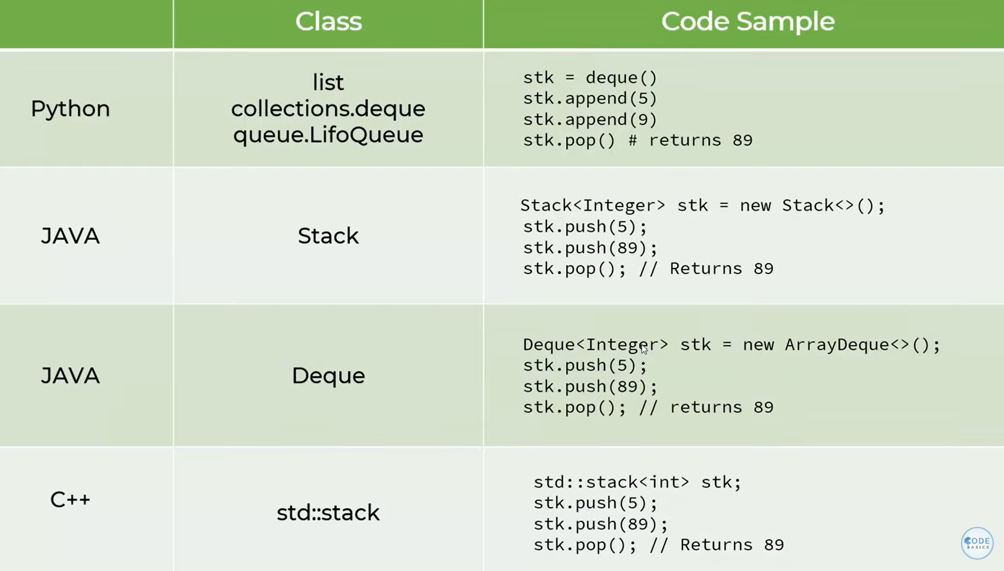 Class
Code Sample
Python
list
collections.deque
queue.LifoQueue
stk = deque()
stk.append(5)
stk.append(9)
stk.pop() # returns 89
JAVA
Stack
Stack<Integer> stk = new Stack<>();
stk.push(5);
stk.push(89);
stk.pop(); // Returns 89
JAVA
Deque
Deque<Integer> stk = new ArrayDeque<>();
stk.push(5);
stk.push(89);
stk.pop(); // returns 89
C++
std::stack
std::stack<int> stk;
stk.push(5);
stk.push(89);
stk.pop(); // Returns 89
CODE
BASICS